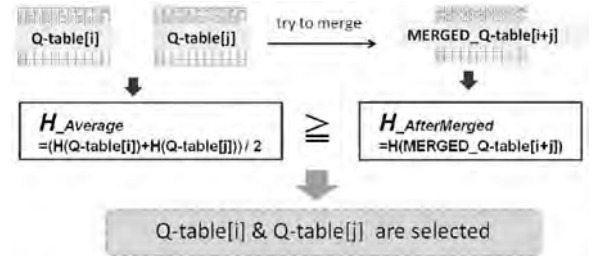 Q-table[i] Q-table[j] try to merge MERGED_Q-table[i+j]
H_Average ≧ H_AfterMerged
=(H(Q-table[i])+H(Q-table[j])) / 2 =H(MERGED_Q-table[i+j])
Q-table[i] & Q-table[j] are selected